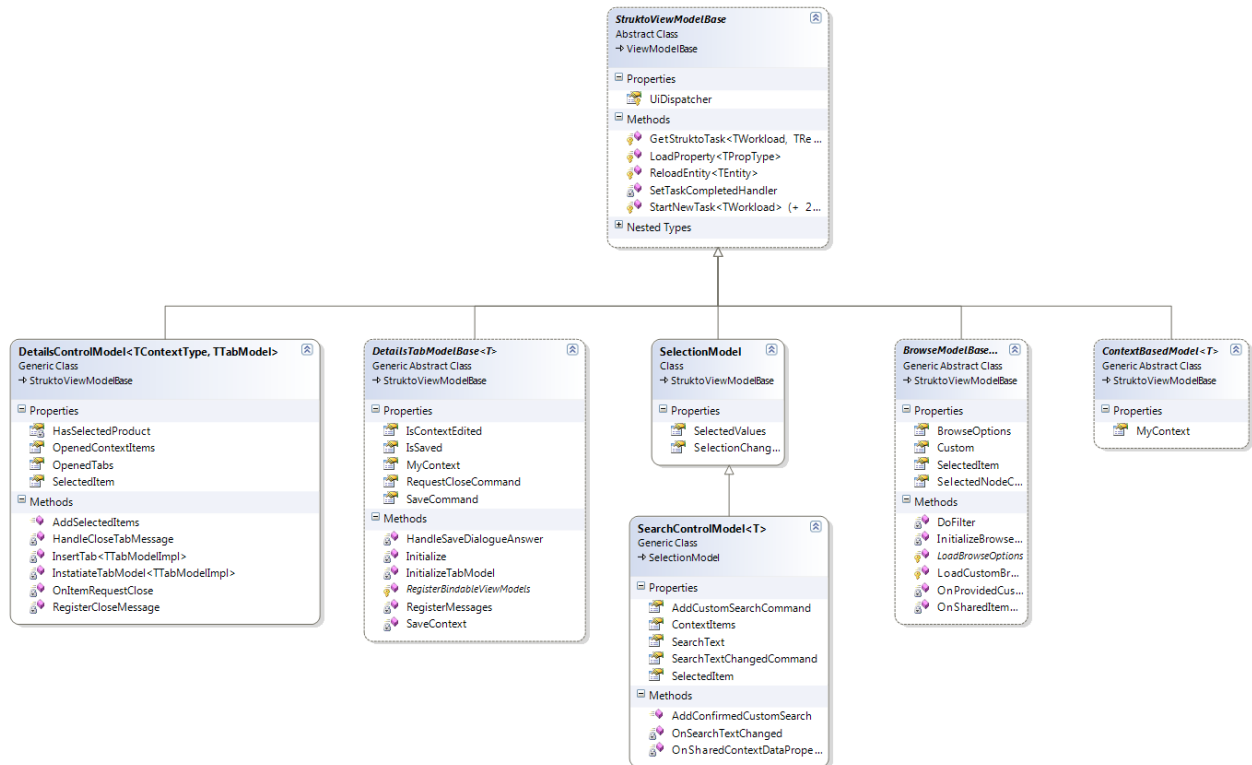 StruktoViewModelBase
Abstract Class
→ ViewModelBase
Properties
UiDispatcher
Methods
GetStruktoTask<TWorkload, TRe...
LoadProperty<TPropType>
ReloadEntity<TEntity>
SetTaskCompletedHandler
StartNewTask<TWorkload> (+ 2...
Nested Types
DetailsControlModel<TContextType, TTabModel>
Generic Class
→ StruktoViewModelBase
Properties
HasSelectedProduct
OpenedContextItems
OpenedTabs
SelectedItem
Methods
AddSelectedItems
HandleCloseTabMessage
InsertTab<TTabModelImpl>
InstatiateTabModel<TTabModelImpl>
OnItemRequestClose
RegisterCloseMessage
DetailsTabModelBase<T>
Generic Abstract Class
→ StruktoViewModelBase
Properties
IsContextEdited
IsSaved
MyContext
RequestCloseCommand
SaveCommand
Methods
HandleSaveDialogueAnswer
Initialize
InitializeTabModel
RegisterBindableViewModels
RegisterMessages
SaveContext
SelectionModel
Class
→ StruktoViewModelBase
Properties
SelectedValues
SelectionChang...
SearchControlModel<T>
Generic Class
→ SelectionModel
Properties
AddCustomSearchCommand
ContextItems
SearchText
SearchTextChangedCommand
SelectedItem
Methods
AddConfirmedCustomSearch
OnSearchTextChanged
OnSharedContextDataPrope...
BrowseModelBase...
Generic Abstract Class
→ StruktoViewModelBase
Properties
BrowseOptions
Custom
SelectedItem
SelectedNodeC...
Methods
DoFilter
InitializeBrowse...
LoadBrowseOptions
LoadCustomBr...
OnProvidedCus...
OnSharedItem...
ContextBasedModel<T>
Generic Abstract Class
→ StruktoViewModelBase
Properties
MyContext